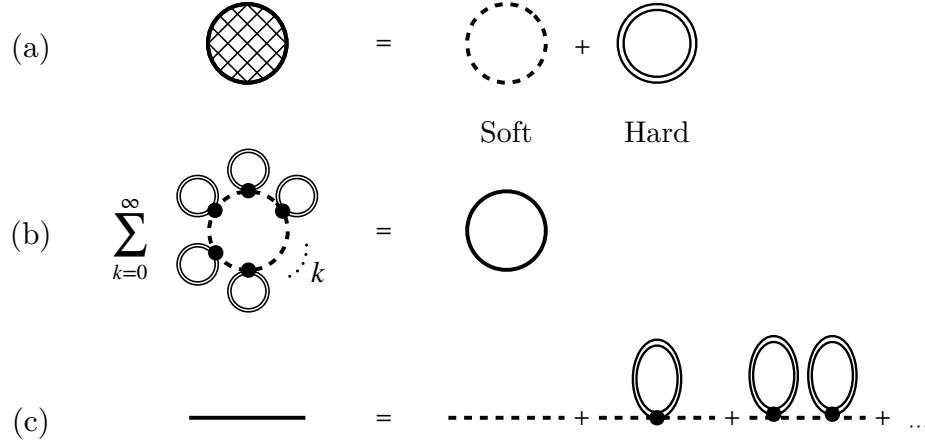 (a) = +
Soft Hard
(b) ∞ ∑ k=0 k =
(c) = + + + ...